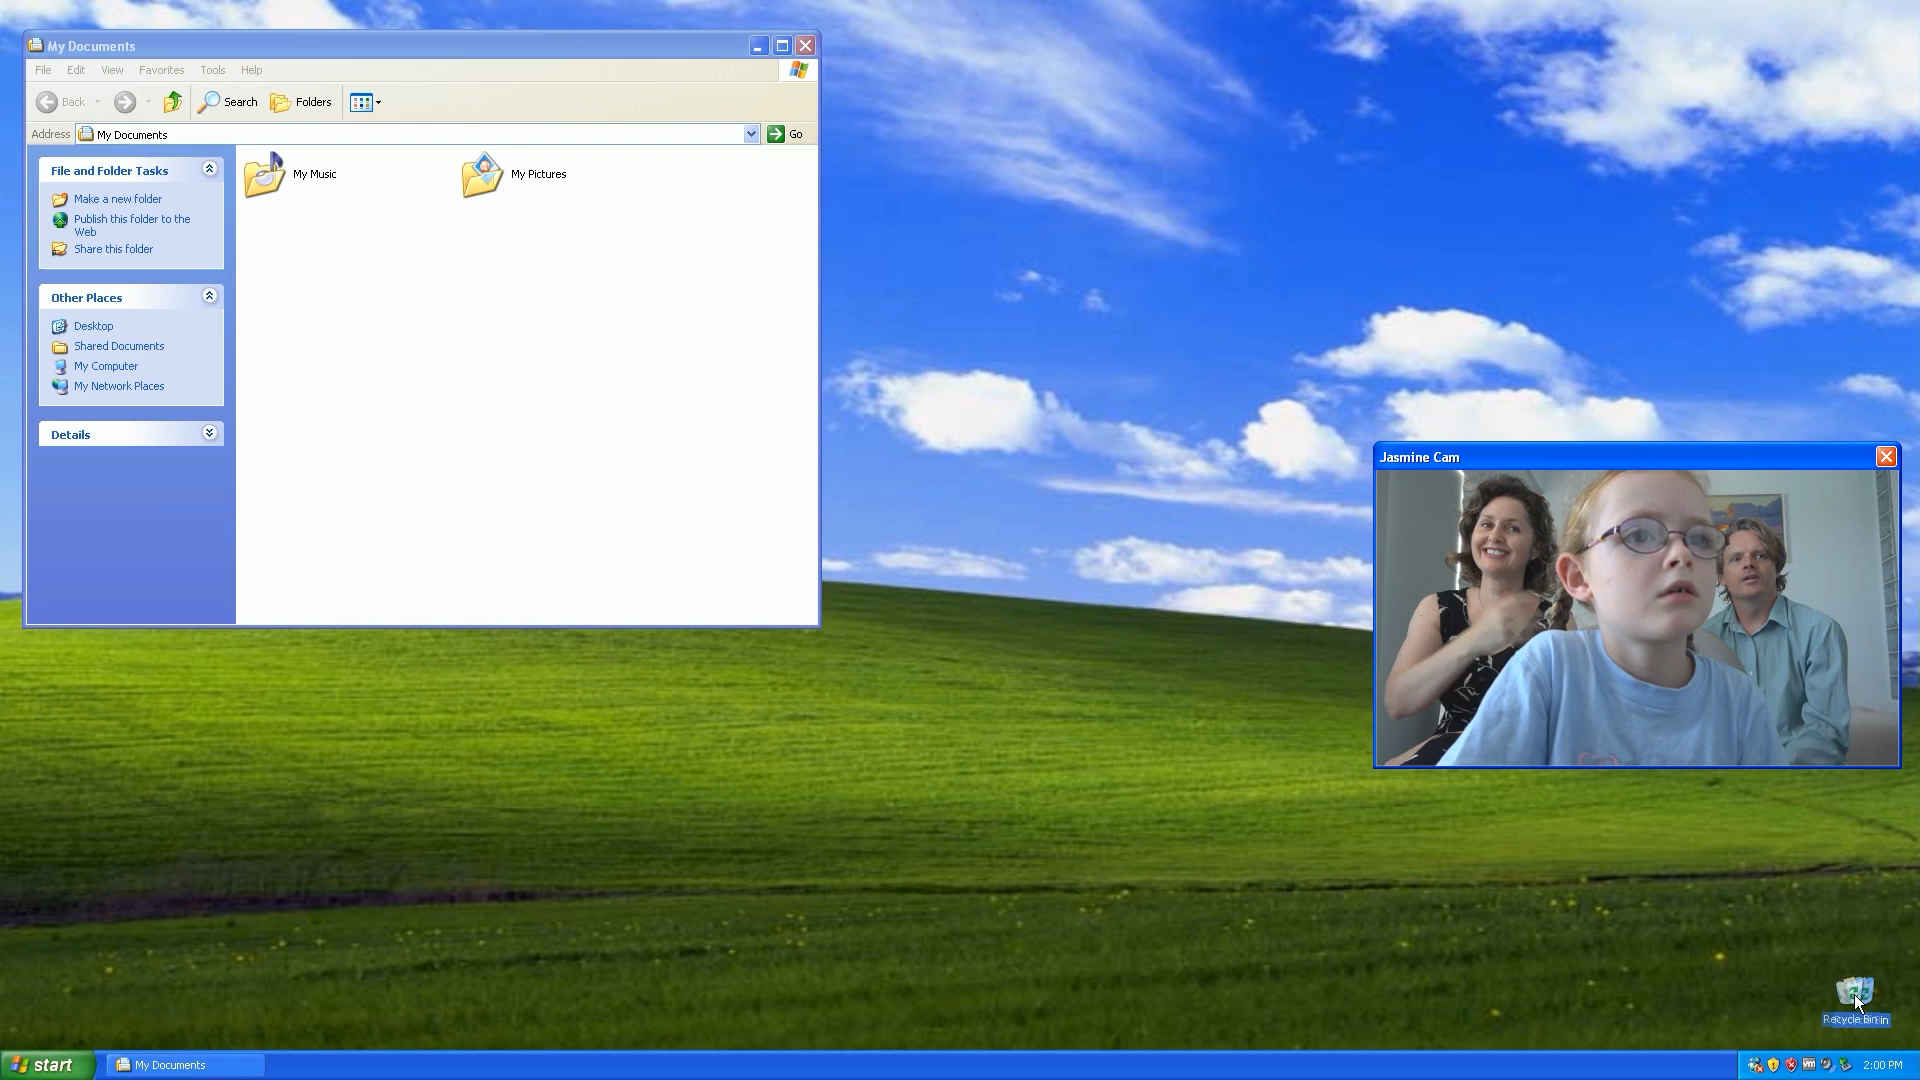 My Documents
File Edit View Favorites Tools Help
Back Search Folders
Address My Documents Go
File and Folder Tasks
Make a new folder
Publish this folder to the
Web
Share this folder
Other Places
Desktop
Shared Documents
My Computer
My Network Places
Details
My Music
My Pictures
Jasmine Cam
Recycle Bin
start
My Documents
vm
2:00 PM